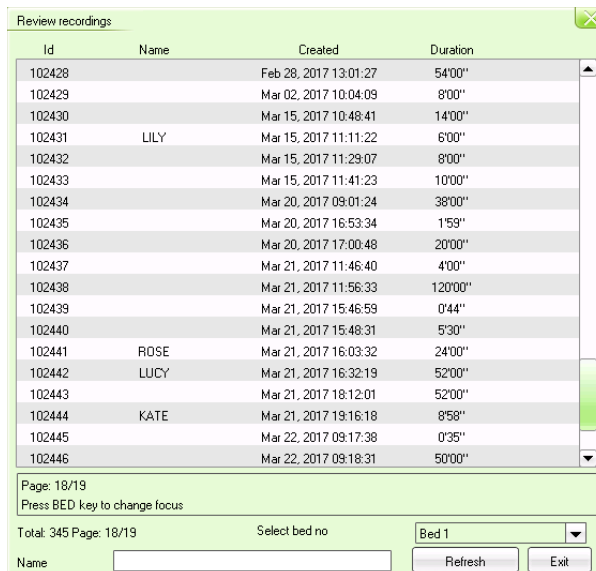 Review recordings
Id Name Created Duration
102428 Feb 28, 2017 13:01:27 54'00''
102429 Mar 02, 2017 10:04:09 8'00''
102430 Mar 15, 2017 10:48:41 14'00''
102431 LILY Mar 15, 2017 11:11:22 6'00''
102432 Mar 15, 2017 11:29:07 8'00''
102433 Mar 15, 2017 11:41:23 10'00''
102434 Mar 20, 2017 09:01:24 38'00''
102435 Mar 20, 2017 16:53:34 1'59''
102436 Mar 20, 2017 17:00:48 20'00''
102437 Mar 21, 2017 11:46:40 4'00''
102438 Mar 21, 2017 11:56:33 120'00''
102439 Mar 21, 2017 15:46:59 0'44''
102440 Mar 21, 2017 15:48:31 5'30''
102441 ROSE Mar 21, 2017 16:03:32 24'00''
102442 LUCY Mar 21, 2017 16:32:19 52'00''
102443 Mar 21, 2017 18:12:01 52'00''
102444 KATE Mar 21, 2017 19:16:18 8'58''
102445 Mar 22, 2017 09:17:38 0'35''
102446 Mar 22, 2017 09:18:31 50'00''
Page: 18/19
Press BED key to change focus
Total: 345 Page: 18/19 Select bed no Bed 1
Name Refresh Exit